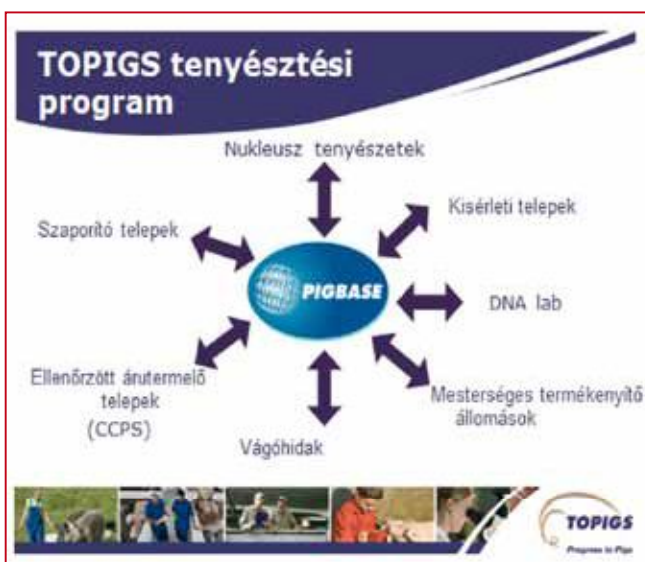 TOPIGS tenyésztési
program
Nukleusz tenyészetek
Kisérleti telepek
Szaporító telepek
PIGBASE
DNA lab
Ellenőrzött árutermelő
telepek
(CCPS)
Mesterséges termékenyítő
állomások
Vágóhidak
TOPIGS
Progress in Pigs